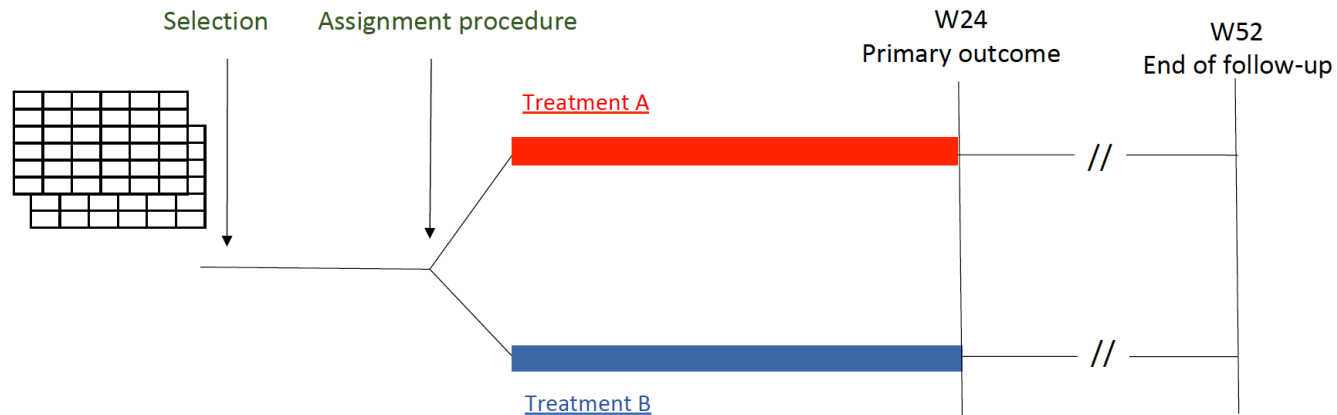 Selection
Assignment procedure
W24
Primary outcome
W52
End of follow-up
Treatment A
//
//
Treatment B